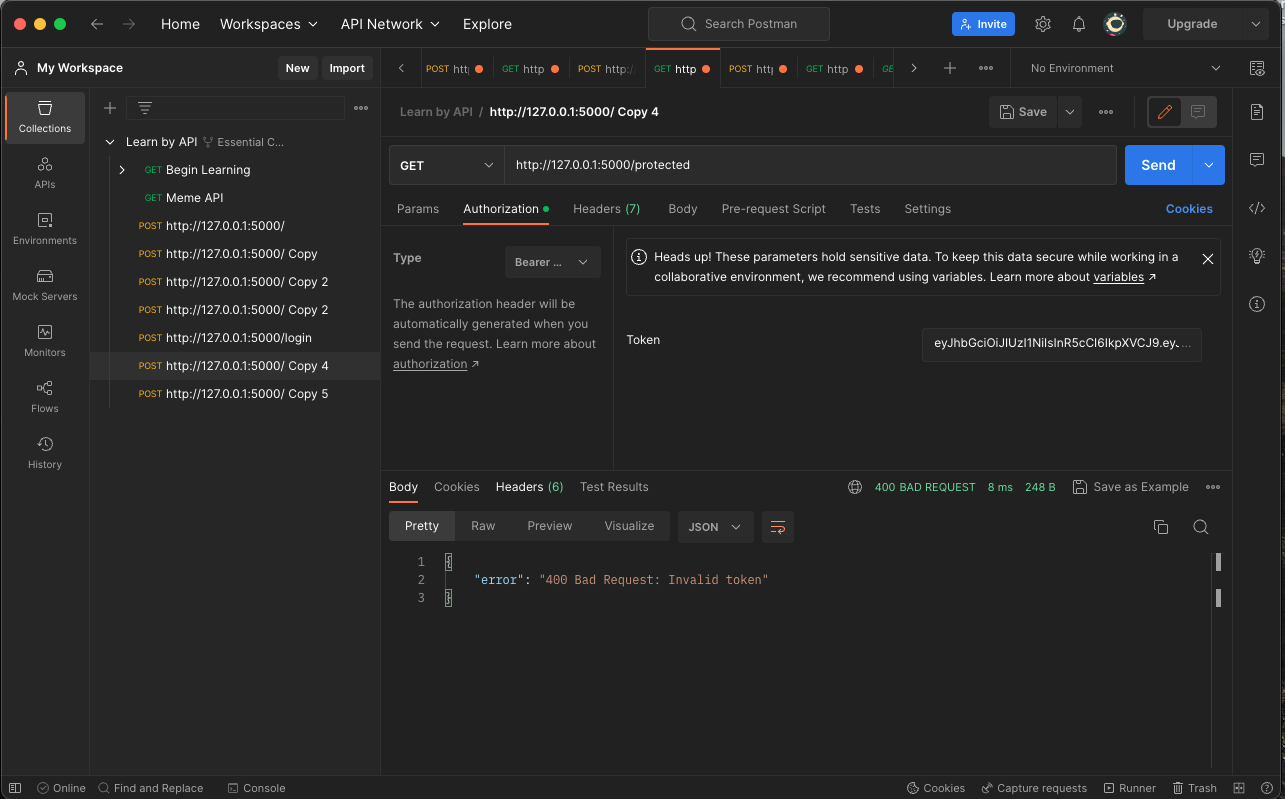 Home Workspaces API Network Explore Search Postman Invite Upgrade
My Workspace New Import POST htt GET http POST http:/ GET http POST htt GET http GE No Environment
Collections
APIs
Environments
Mock Servers
Monitors
Flows
History
Learn by API Essential C...
GET Begin Learning
GET Meme API
POST http://127.0.0.1:5000/
POST http://127.0.0.1:5000/ Copy
POST http://127.0.0.1:5000/ Copy 2
POST http://127.0.0.1:5000/ Copy 2
POST http://127.0.0.1:5000/login
POST http://127.0.0.1:5000/ Copy 4
POST http://127.0.0.1:5000/ Copy 5
Learn by API / http://127.0.0.1:5000/ Copy 4 Save
GET http://127.0.0.1:5000/protected Send
Params Authorization Headers (7) Body Pre-request Script Tests Settings Cookies
Type Bearer ...
The authorization header will be
automatically generated when you
send the request. Learn more about
authorization ↗
Heads up! These parameters hold sensitive data. To keep this data secure while working in a
collaborative environment, we recommend using variables. Learn more about variables ↗
Token eyJhbGciOiJIUzI1NiIsInR5cCI6IkpXVCJ9.ey...
Body Cookies Headers (6) Test Results 400 BAD REQUEST 8 ms 248 B Save as Example
Pretty Raw Preview Visualize JSON
1 {
2 "error": "400 Bad Request: Invalid token"
3 }
Online Find and Replace Console Cookies Capture requests Runner Trash